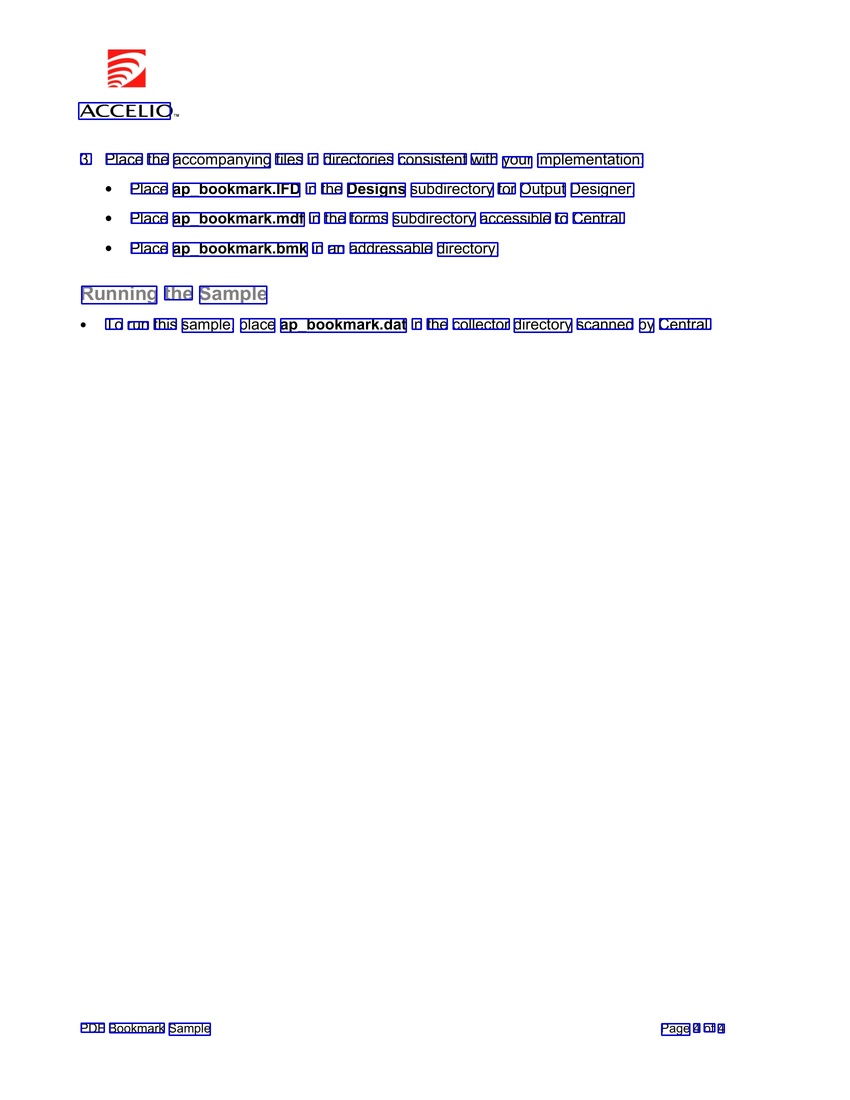 ACCELIO™
3. Place the accompanying files in directories consistent with your implementation.
• Place ap_bookmark.IFD in the Designs subdirectory for Output Designer.
• Place ap_bookmark.mdf in the forms subdirectory accessible to Central.
• Place ap_bookmark.bmk in an addressable directory.
Running the Sample
• To run this sample, place ap_bookmark.dat in the collector directory scanned by Central.
PDF Bookmark Sample Page 4 of 4